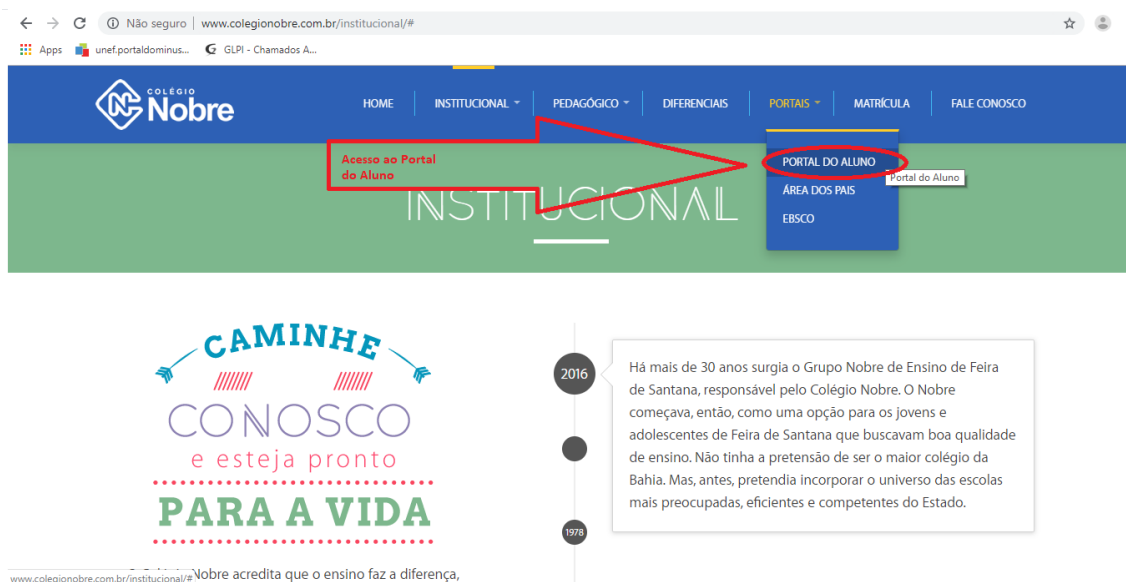 Não seguro | www.colegionobre.com.br/institucional/#
Apps unef.portaldominus... GLPI - Chamados A...
COLÉGIO
Nobre
HOME INSTITUCIONAL PEDAGÓGICO DIFERENCIAIS PORTAIS MATRÍCULA FALE CONOSCO
Acesso ao Portal
do Aluno
PORTAL DO ALUNO
Portal do Aluno
ÁREA DOS PAIS
EBSCO
INSTITUCIONAL
CAMINHE
CONOSCO
e esteja pronto
PARA A VIDA
2016
Há mais de 30 anos surgia o Grupo Nobre de Ensino de Feira
de Santana, responsável pelo Colégio Nobre. O Nobre
começava, então, como uma opção para os jovens e
adolescentes de Feira de Santana que buscavam boa qualidade
de ensino. Não tinha a pretensão de ser o maior colégio da
Bahia. Mas, antes, pretendia incorporar o universo das escolas
mais preocupadas, eficientes e competentes do Estado.
1978
Nobre acredita que o ensino faz a diferença,
www.colegionobre.com.br/institucional/#